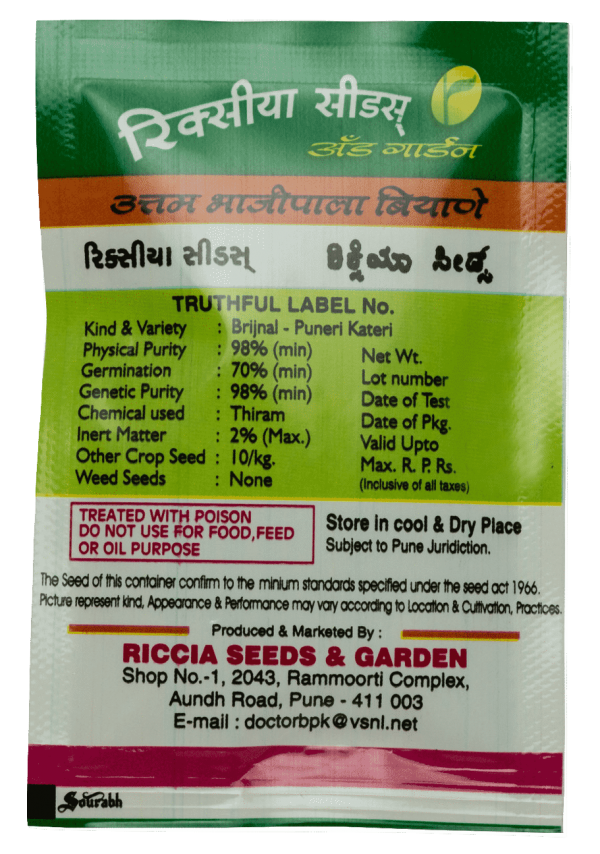 रिक्सीया सीडस्
अँड गार्डन
उत्तम भाजीपाला बियाणे
रिक्सीया सीडस् ರಿಕ್ಸಿಯಾ ಸೀಡ್ಸ
TRUTHFUL LABEL No.
Kind & Variety : Brijnal - Puneri Kateri
Physical Purity : 98% (min)
Germination : 70% (min)
Genetic Purity : 98% (min)
Chemical used : Thiram
Inert Matter : 2% (Max.)
Other Crop Seed : 10/kg.
Weed Seeds : None
Net Wt.
Lot number
Date of Test
Date of Pkg.
Valid Upto
Max. R. P. Rs.
(Inclusive of all taxes)
TREATED WITH POISON
DO NOT USE FOR FOOD,FEED
OR OIL PURPOSE
Store in cool & Dry Place
Subject to Pune Juridiction.
The Seed of this container confirm to the minium standards specified under the seed act 1966.
Picture represent kind, Appearance & Performance may vary according to Location & Cultivation, Practices.
Produced & Marketed By :
RICCIA SEEDS & GARDEN
Shop No.-1, 2043, Rammoorti Complex,
Aundh Road, Pune - 411 003
E-mail : doctorbpk@vsnl.net
Sourabh